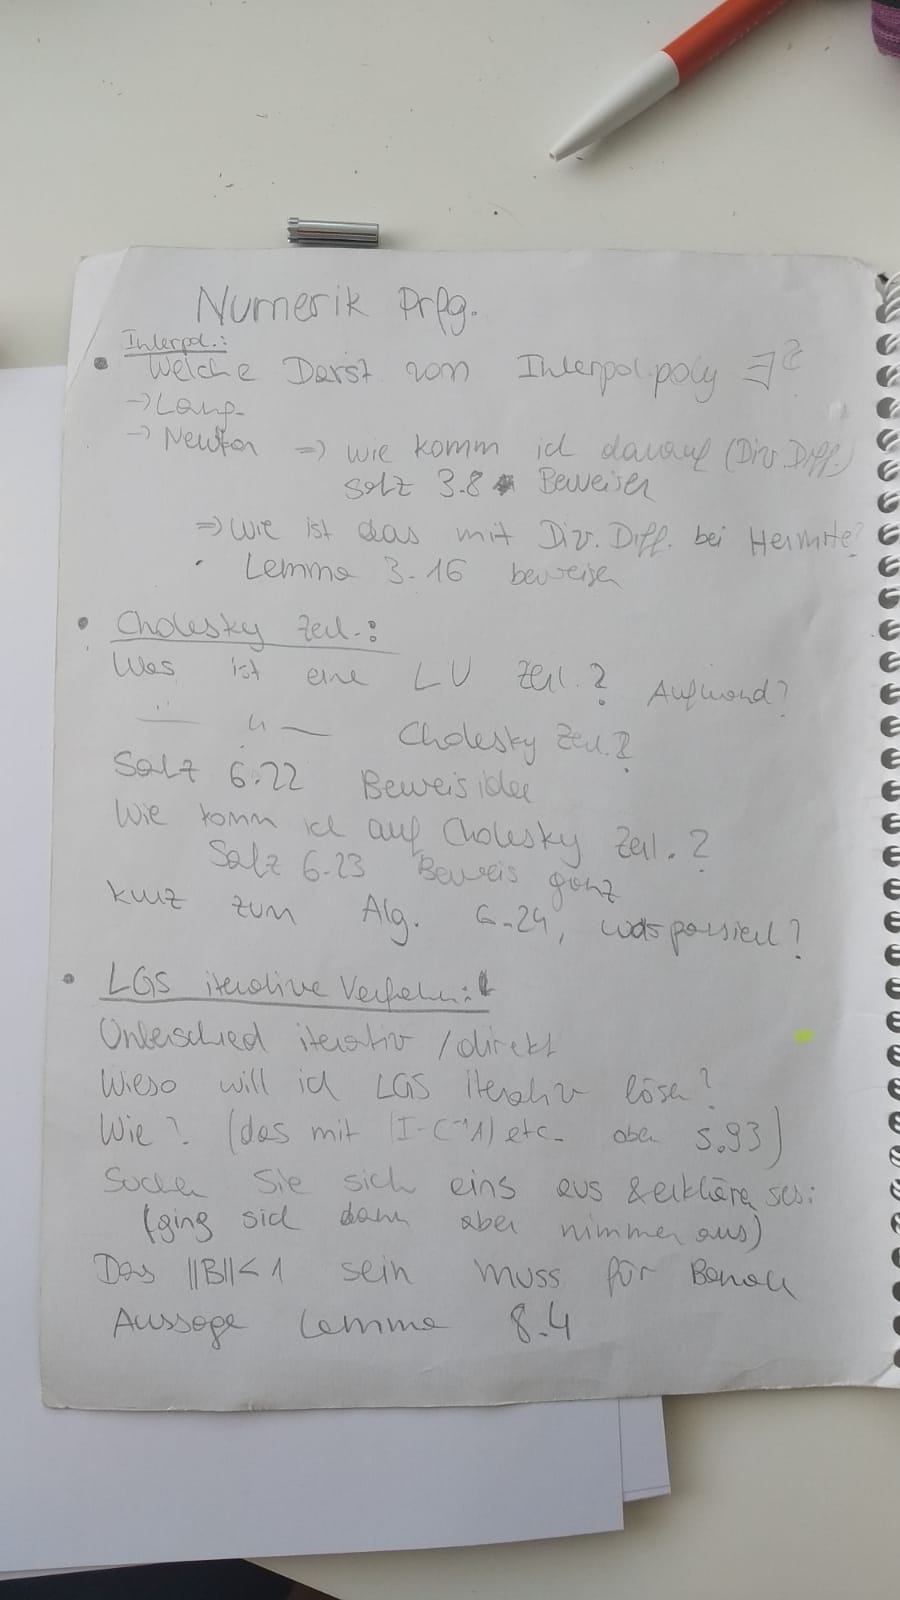 Numerik Prfg.
Interpol.:
• Welche Darst von Interpol.poly ∃?
-> Lang.
-> Newton => wie komm ich darauf (Div. Diff.)
Satz 3.8 Beweisen
=> Wie ist das mit Div. Diff. bei Hermite?
· Lemma 3.16 beweisen
• Cholesky Zerl.:
Was ist eine LU Zerl.? Aufwand?
— " — Cholesky Zerl.?
Satz 6.22 Beweisidee
Wie komm ich auf Cholesky Zerl.?
Satz 6.23 Beweis ganz
kurz zum Alg. 6.24, was passiert?
• LGS iterative Verfahren:
Unterschied iterativ / direkt
Wieso will ich LGS iterativ lösen?
Wie? (das mit (I-C⁻¹A) etc. oben S.93)
Suchen Sie sich eins aus & erklären ses:
(ging sich dann aber nimmer aus)
Das ||B||<1 sein muss für Banach
Aussage Lemma 8.4